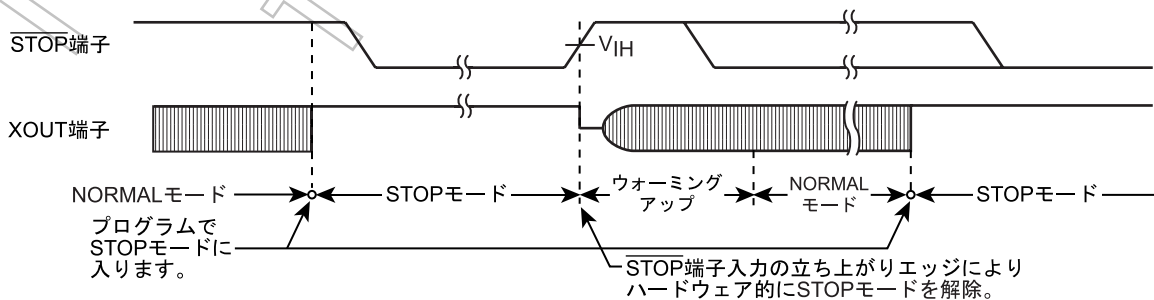 STOP端子
VIH
XOUT端子
NORMALモード
STOPモード
ウォーミング
アップ
NORMAL
モード
STOPモード
プログラムで
STOPモードに
入ります。
STOP端子入力の立ち上がりエッジにより
ハードウェア的にSTOPモードを解除。